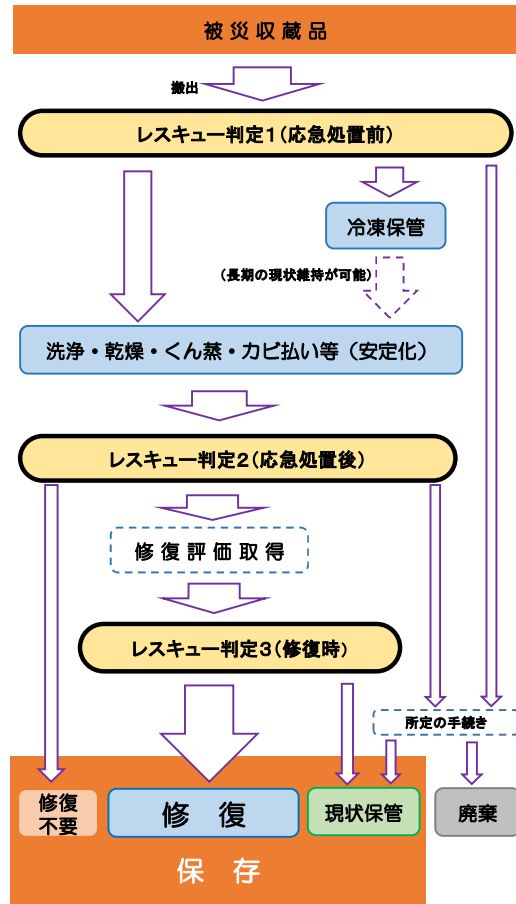 被災収蔵品
搬出
レスキュー判定1（応急処置前）
冷凍保管
（長期の現状維持が可能）
洗浄・乾燥・くん蒸・カビ払い等（安定化）
レスキュー判定2（応急処置後）
修復評価取得
レスキュー判定3（修復時）
所定の手続き
修復
不要
修　復
現状保管
廃棄
保　存